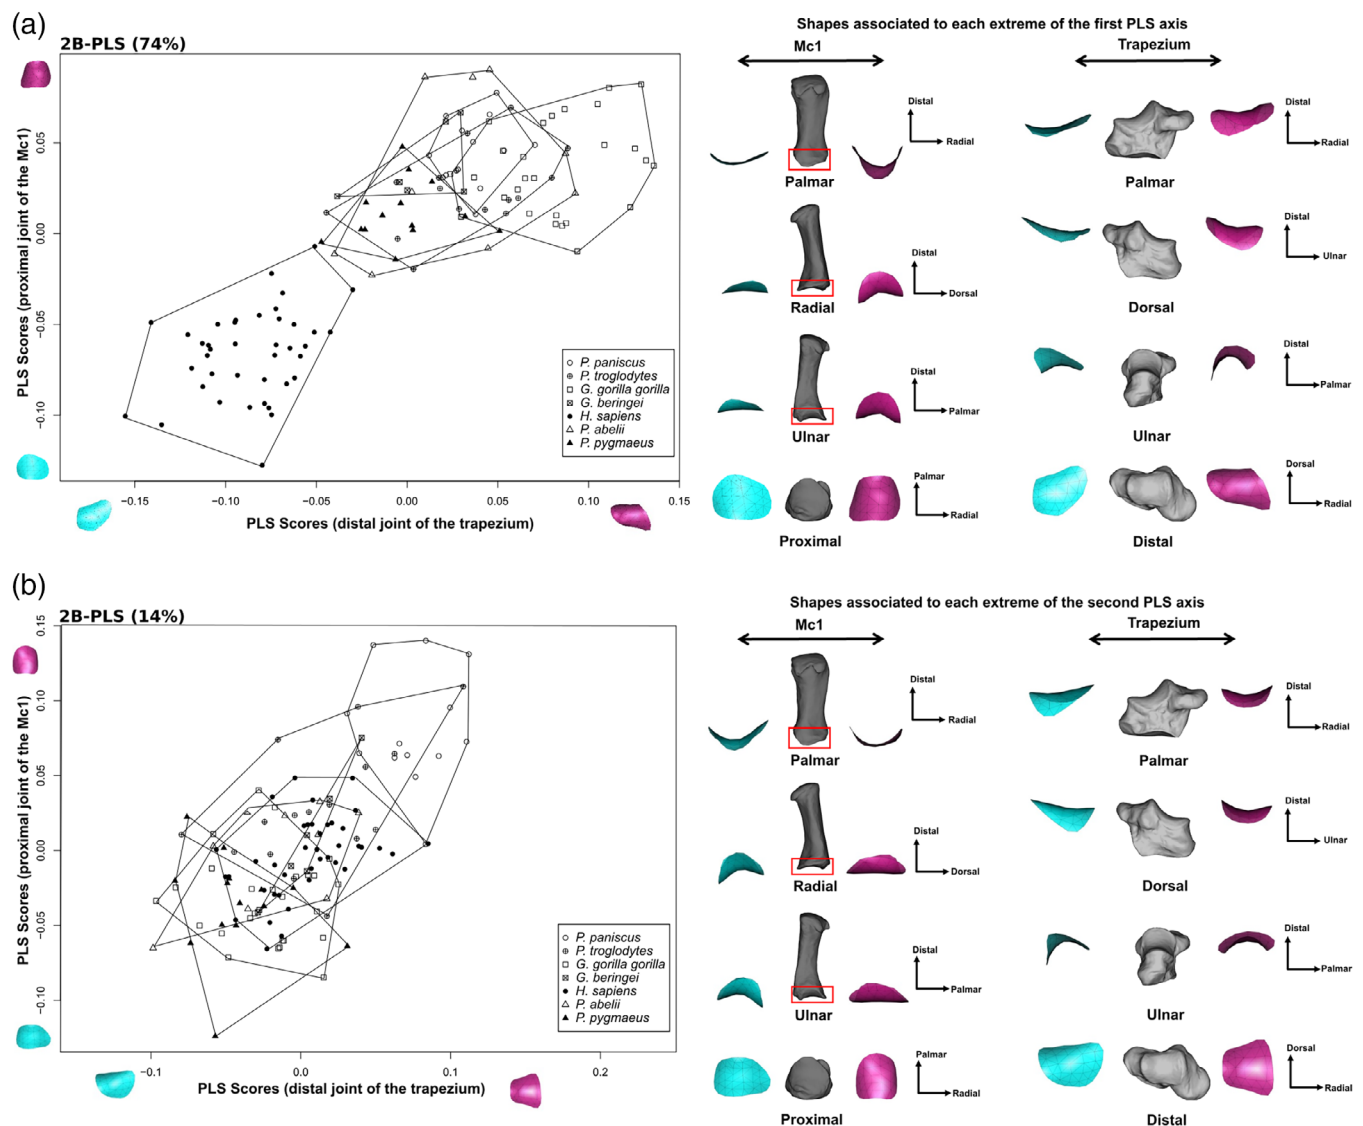 (a)
2B-PLS (74%)
PLS Scores (proximal joint of the Mc1)
0.05
0.00
−0.05
−0.10
−0.15
−0.10
−0.05
0.00
0.05
0.10
0.15
PLS Scores (distal joint of the trapezium)
P. paniscus
P. troglodytes
G. gorilla gorilla
G. beringei
H. sapiens
P. abelii
P. pygmaeus
Shapes associated to each extreme of the first PLS axis
Mc1
Trapezium
Distal
Radial
Palmar
Distal
Radial
Palmar
Distal
Dorsal
Radial
Distal
Ulnar
Dorsal
Distal
Palmar
Ulnar
Distal
Palmar
Ulnar
Palmar
Radial
Proximal
Dorsal
Radial
Distal
(b)
2B-PLS (14%)
PLS Scores (proximal joint of the Mc1)
0.15
0.10
0.05
0.00
−0.05
−0.10
−0.1
0.0
0.1
0.2
PLS Scores (distal joint of the trapezium)
P. paniscus
P. troglodytes
G. gorilla gorilla
G. beringei
H. sapiens
P. abelii
P. pygmaeus
Shapes associated to each extreme of the second PLS axis
Mc1
Trapezium
Distal
Radial
Palmar
Distal
Radial
Palmar
Distal
Dorsal
Radial
Distal
Ulnar
Dorsal
Distal
Palmar
Ulnar
Distal
Palmar
Ulnar
Palmar
Radial
Proximal
Dorsal
Radial
Distal